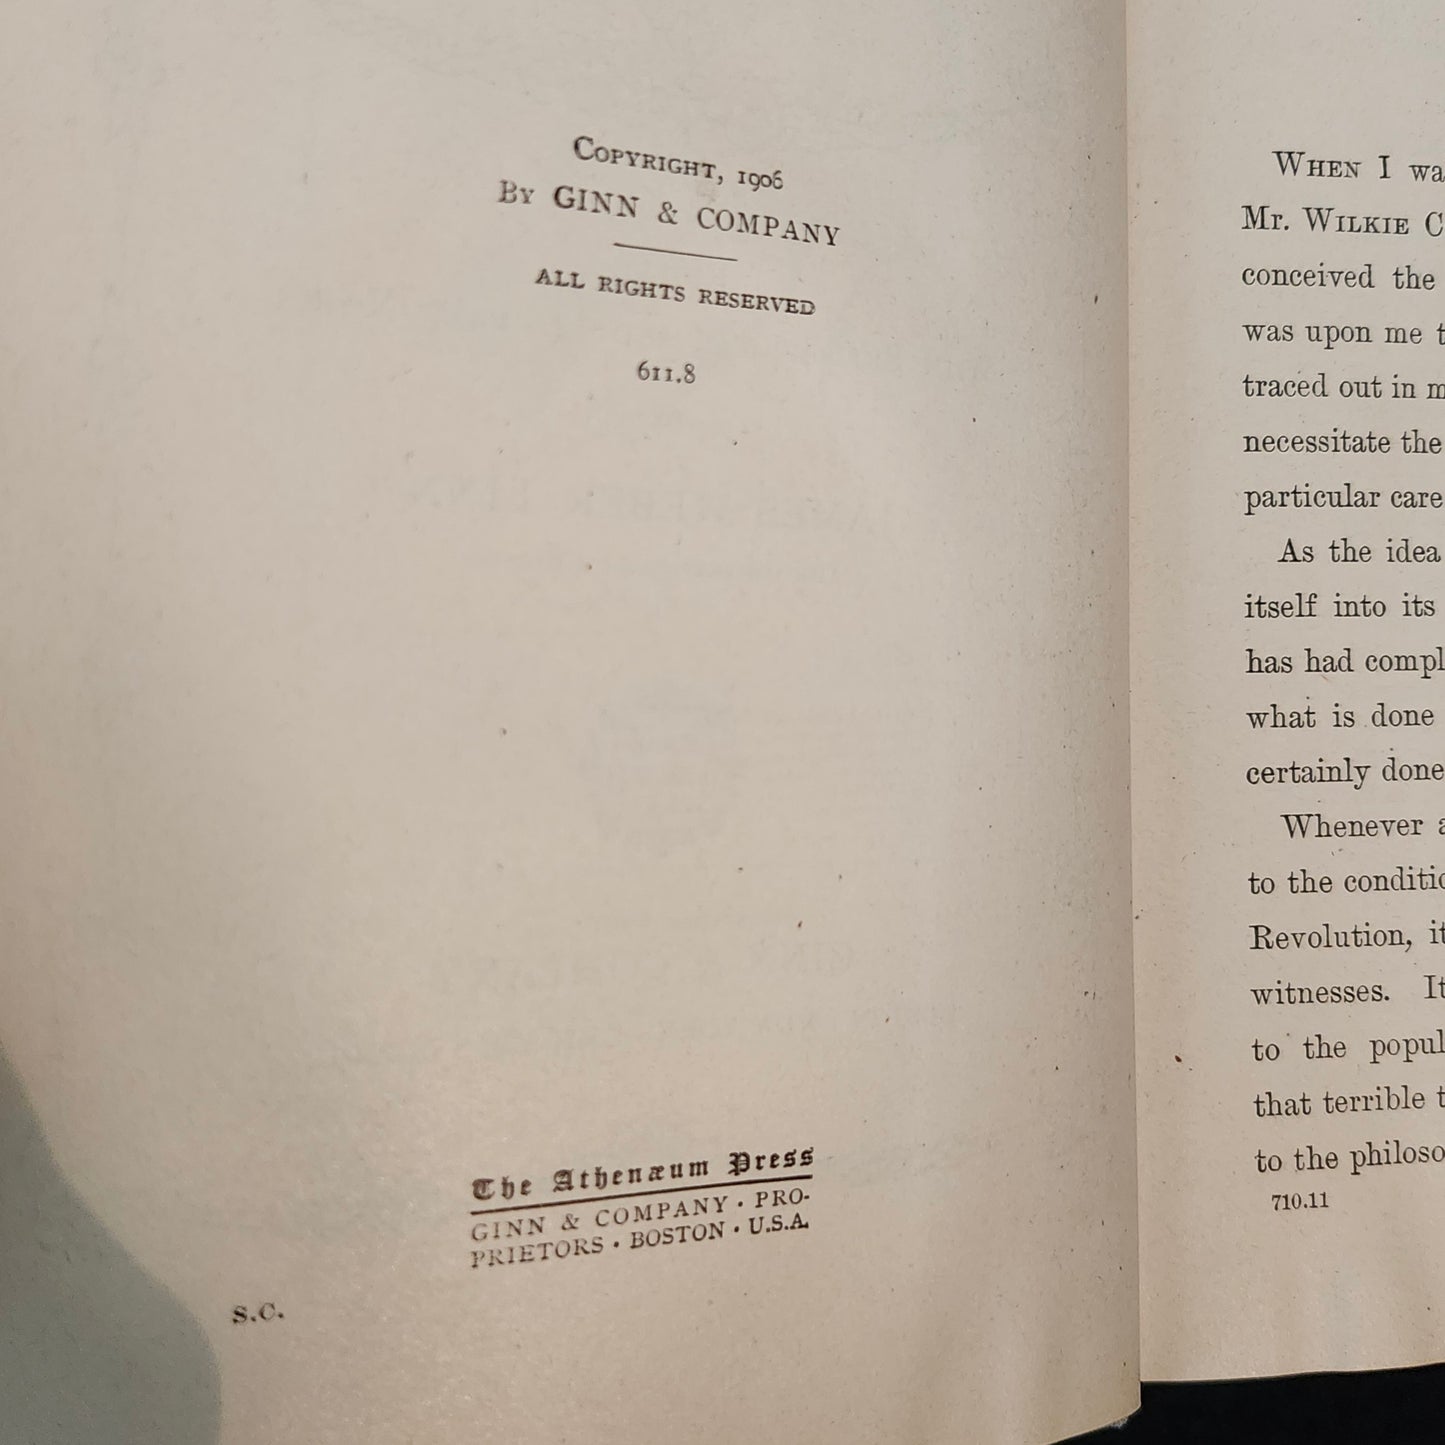 COPYRIGHT, 1906
BY GINN & COMPANY
ALL RIGHTS RESERVED
611.8
The Athenæum Press
GINN & COMPANY · PRO-
PRIETORS · BOSTON · U.S.A.
S.C.
WHEN I wa
Mr. WILKIE C
conceived the
was upon me t
traced out in m
necessitate the
particular care
As the idea
itself into its
has had compl
what is done
certainly done
Whenever a
to the conditio
Revolution, it
witnesses. It
to the popul
that terrible t
to the philoso
710.11